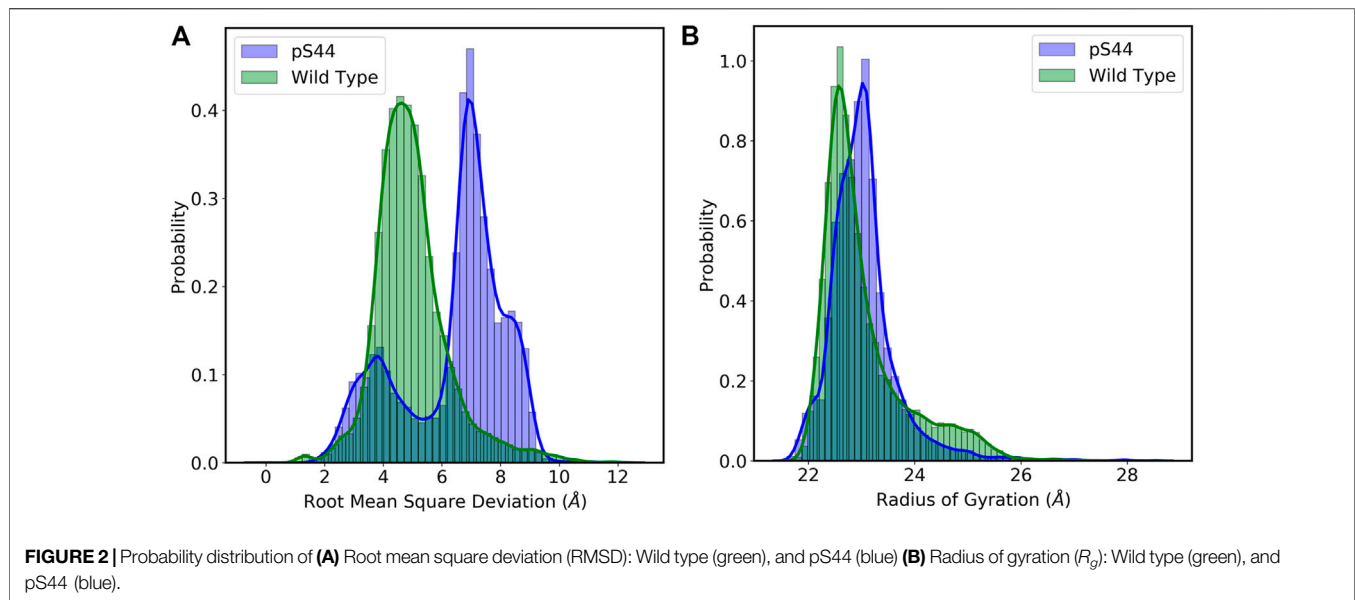 A
pS44
Wild Type
0.4
0.3
0.2
0.1
0.0
Probability
0 2 4 6 8 10 12
Root Mean Square Deviation (Å)
B
pS44
Wild Type
1.0
0.8
0.6
0.4
0.2
0.0
Probability
22 24 26 28
Radius of Gyration (Å)
FIGURE 2 | Probability distribution of (A) Root mean square deviation (RMSD): Wild type (green), and pS44 (blue) (B) Radius of gyration (Rg): Wild type (green), and
pS44 (blue).